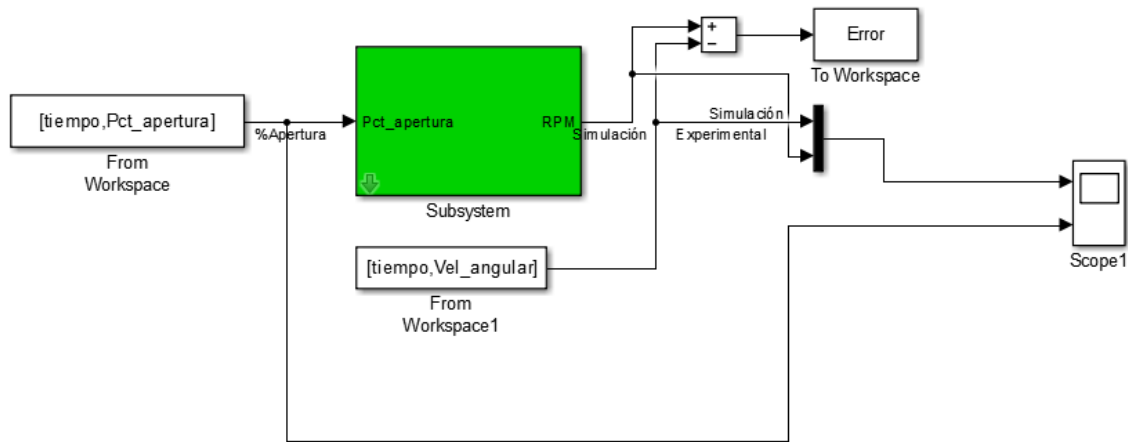 +
−
Error
To Workspace
[tiempo,Pct_apertura]
%Apertura
From
Workspace
Pct_apertura
RPM
Simulación
Subsystem
Simulación
Experimental
[tiempo,Vel_angular]
From
Workspace1
Scope1